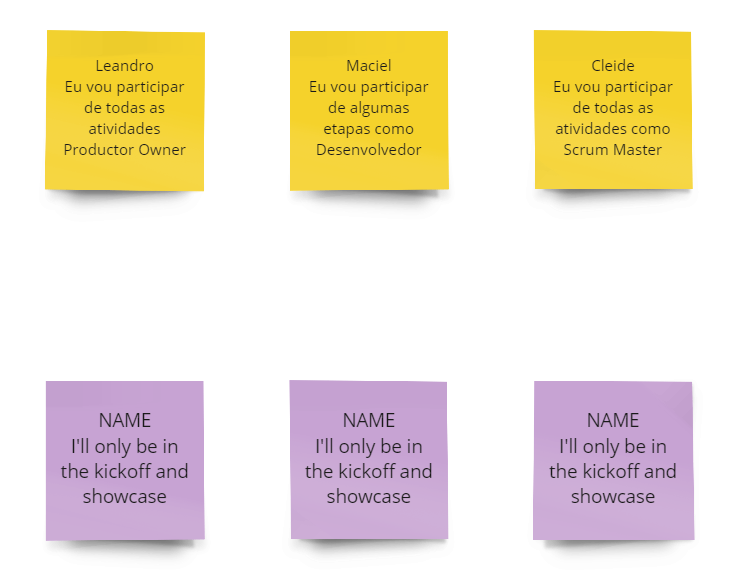 Leandro
Eu vou participar
de todas as
atividades
Productor Owner
Maciel
Eu vou participar
de algumas
etapas como
Desenvolvedor
Cleide
Eu vou participar
de todas as
atividades como
Scrum Master
NAME
I'll only be in
the kickoff and
showcase
NAME
I'll only be in
the kickoff and
showcase
NAME
I'll only be in
the kickoff and
showcase